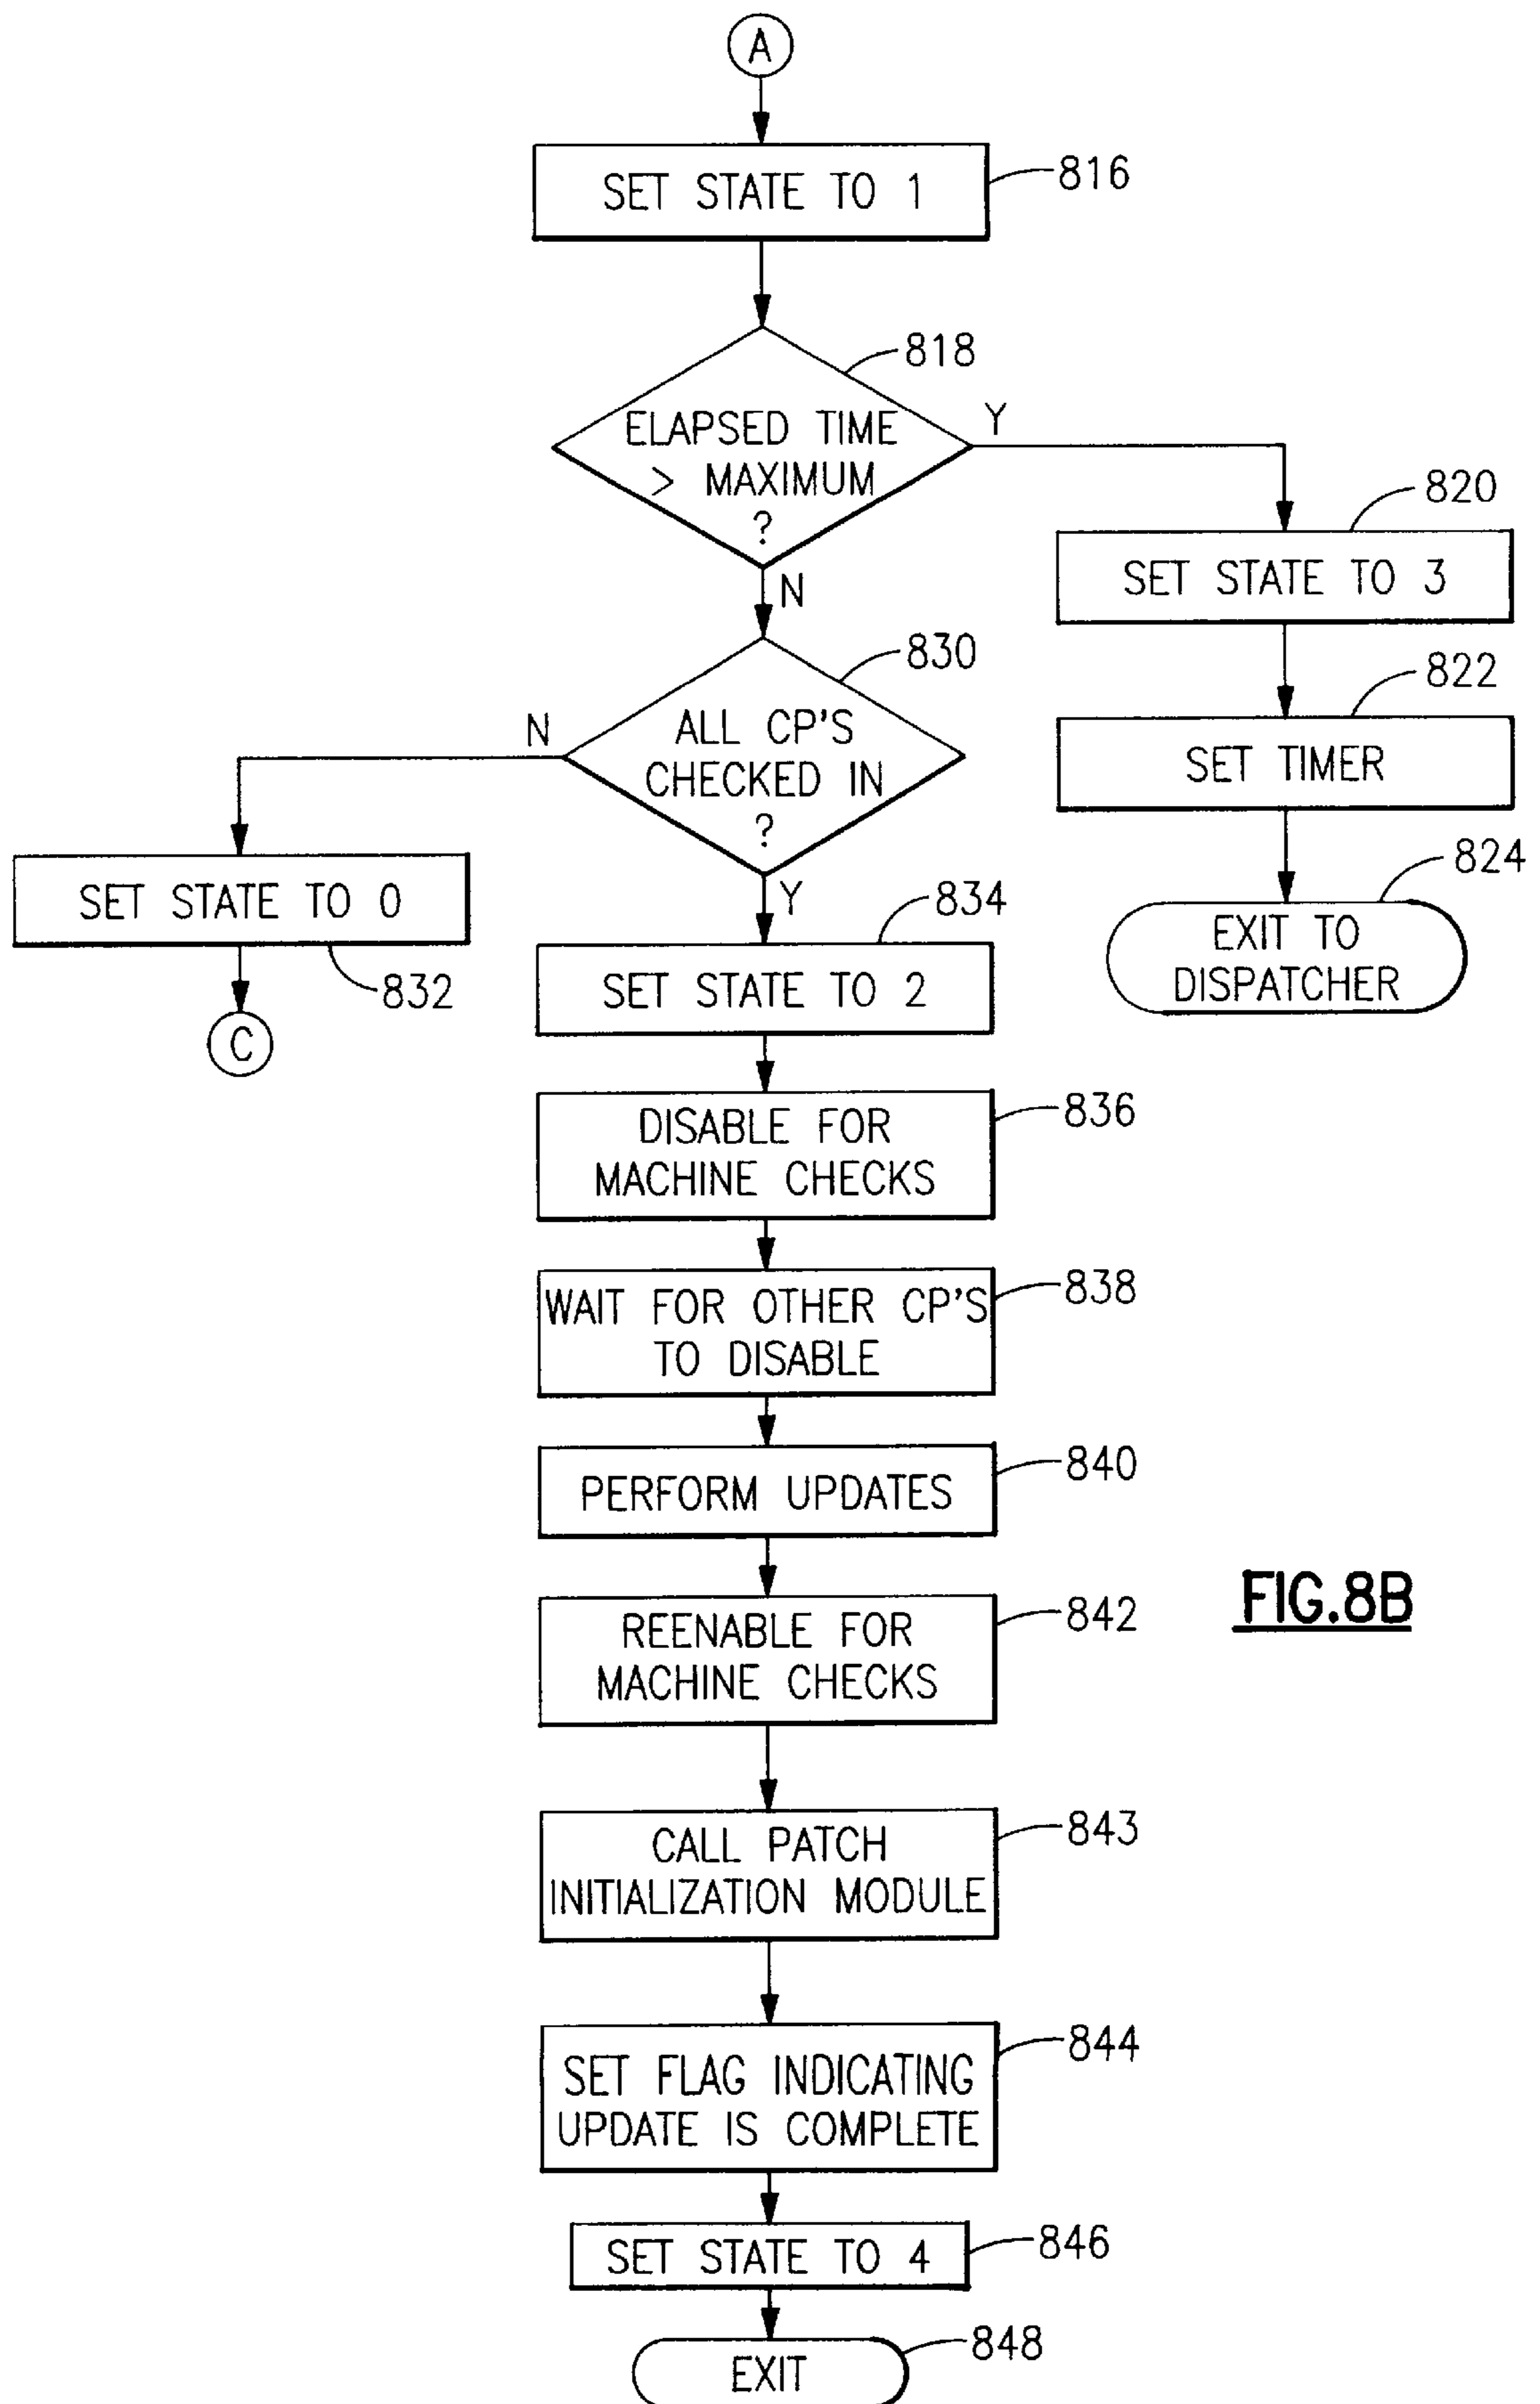 A
SET STATE TO 1
816
818
ELAPSED TIME
> MAXIMUM
?
Y
N
820
SET STATE TO 3
822
SET TIMER
824
EXIT TO
DISPATCHER
830
ALL CP'S
CHECKED IN
?
N
Y
SET STATE TO 0
832
C
834
SET STATE TO 2
836
DISABLE FOR
MACHINE CHECKS
838
WAIT FOR OTHER CP'S
TO DISABLE
840
PERFORM UPDATES
842
REENABLE FOR
MACHINE CHECKS
FIG.8B
843
CALL PATCH
INITIALIZATION MODULE
844
SET FLAG INDICATING
UPDATE IS COMPLETE
846
SET STATE TO 4
848
EXIT